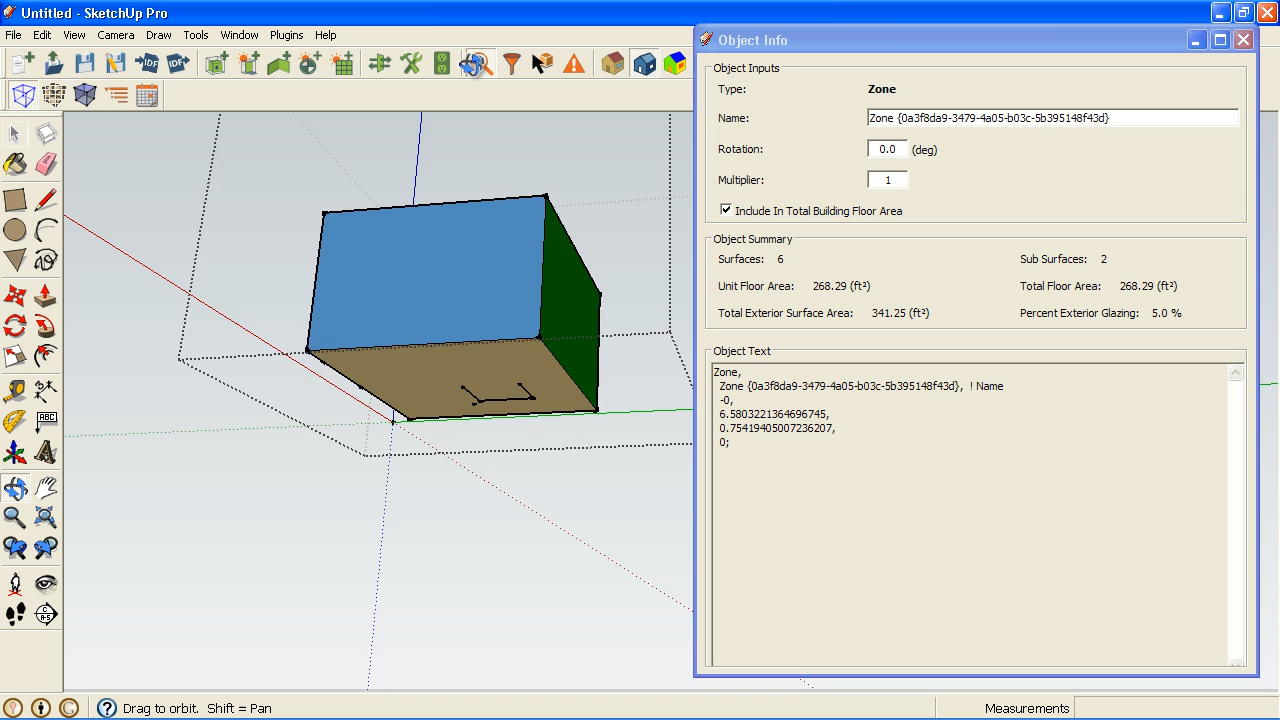 Untitled - SketchUp Pro
File Edit View Camera Draw Tools Window Plugins Help
IDF IDF
ABC
C
A-5
Object Info
Object Inputs
Type: Zone
Name: Zone {0a3f8da9-3479-4a05-b03c-5b395148f43d}
Rotation: 0.0 (deg)
Multiplier: 1
Include In Total Building Floor Area
Object Summary
Surfaces: 6 Sub Surfaces: 2
Unit Floor Area: 268.29 (ft²) Total Floor Area: 268.29 (ft²)
Total Exterior Surface Area: 341.25 (ft²) Percent Exterior Glazing: 5.0 %
Object Text
Zone,
Zone {0a3f8da9-3479-4a05-b03c-5b395148f43d}, ! Name
-0,
6.5803221364696745,
0.75419405007236207,
0;
Drag to orbit. Shift = Pan
Measurements